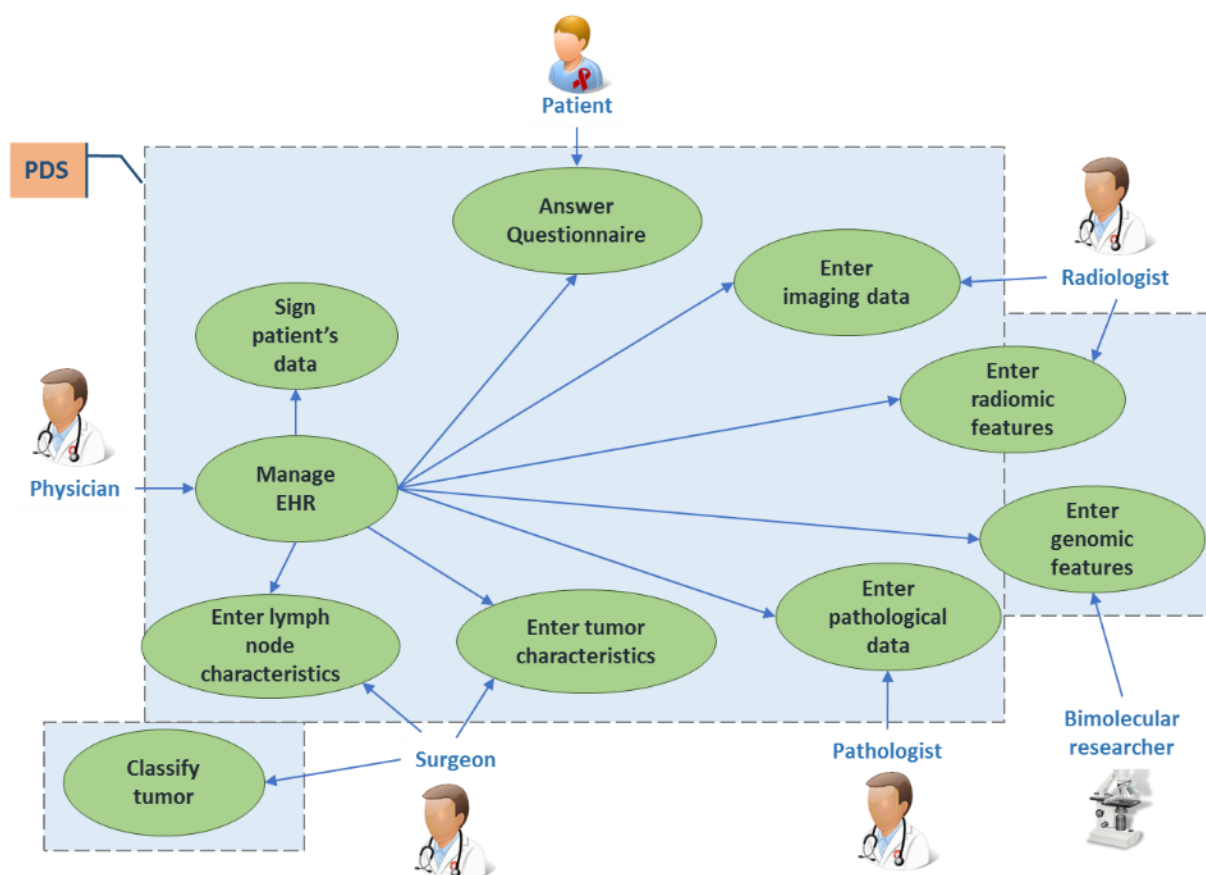 Patient
PDS
Answer
Questionnaire
Enter
imaging data
Radiologist
Sign
patient's
data
Enter
radiomic
features
Physician
Manage
EHR
Enter
genomic
features
Enter lymph
node
characteristics
Enter tumor
characteristics
Enter
pathological
data
Classify
tumor
Surgeon
Pathologist
Bimolecular
researcher